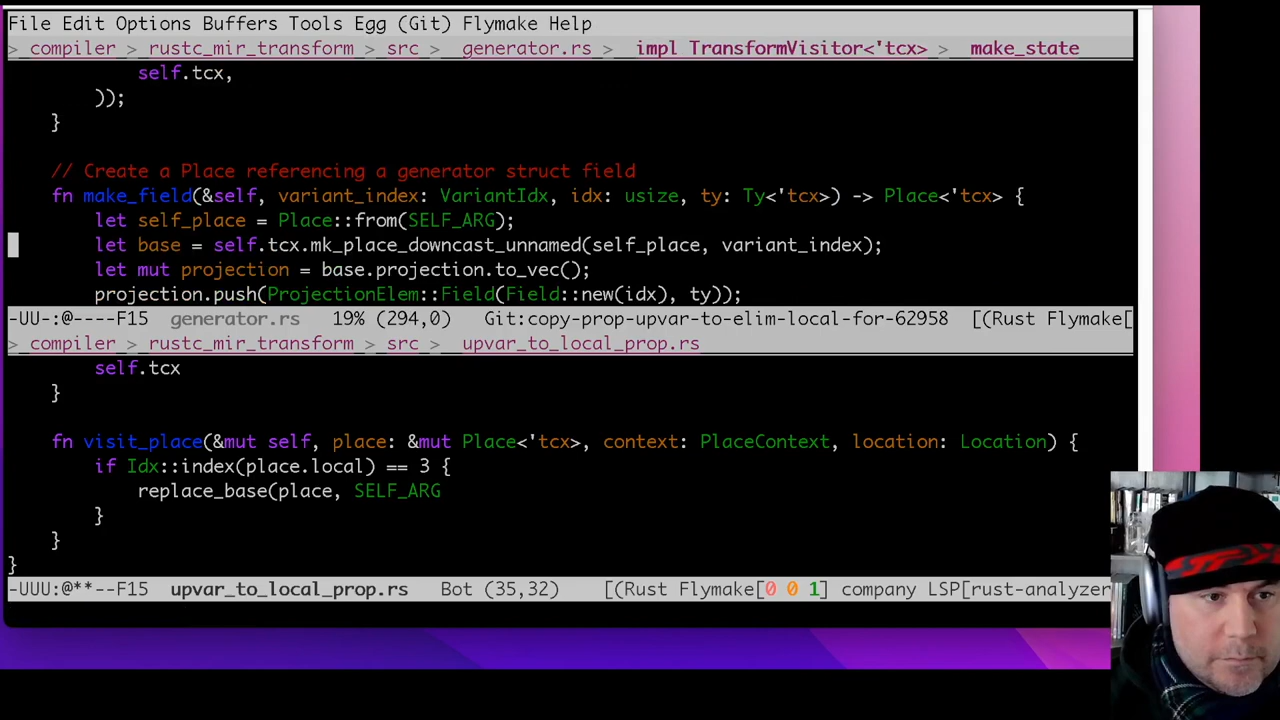 File Edit Options Buffers Tools Egg (Git) Flymake Help
> compiler > rustc_mir_transform > src > generator.rs > impl TransformVisitor<'tcx> > make_state
self.tcx,
));
}
// Create a Place referencing a generator struct field
fn make_field(&self, variant_index: VariantIdx, idx: usize, ty: Ty<'tcx>) -> Place<'tcx> {
let self_place = Place::from(SELF_ARG);
let base = self.tcx.mk_place_downcast_unnamed(self_place, variant_index);
let mut projection = base.projection.to_vec();
projection.push(ProjectionElem::Field(Field::new(idx), ty));
-UU-:@----F15 generator.rs 19% (294,0) Git:copy-prop-upvar-to-elim-local-for-62958 [(Rust Flymake[
> compiler > rustc_mir_transform > src > upvar_to_local_prop.rs
self.tcx
}
fn visit_place(&mut self, place: &mut Place<'tcx>, context: PlaceContext, location: Location) {
if Idx::index(place.local) == 3 {
replace_base(place, SELF_ARG
}
}
}
-UUU:@**--F15 upvar_to_local_prop.rs Bot (35,32) [(Rust Flymake[0 0 1] company LSP[rust-analyzer